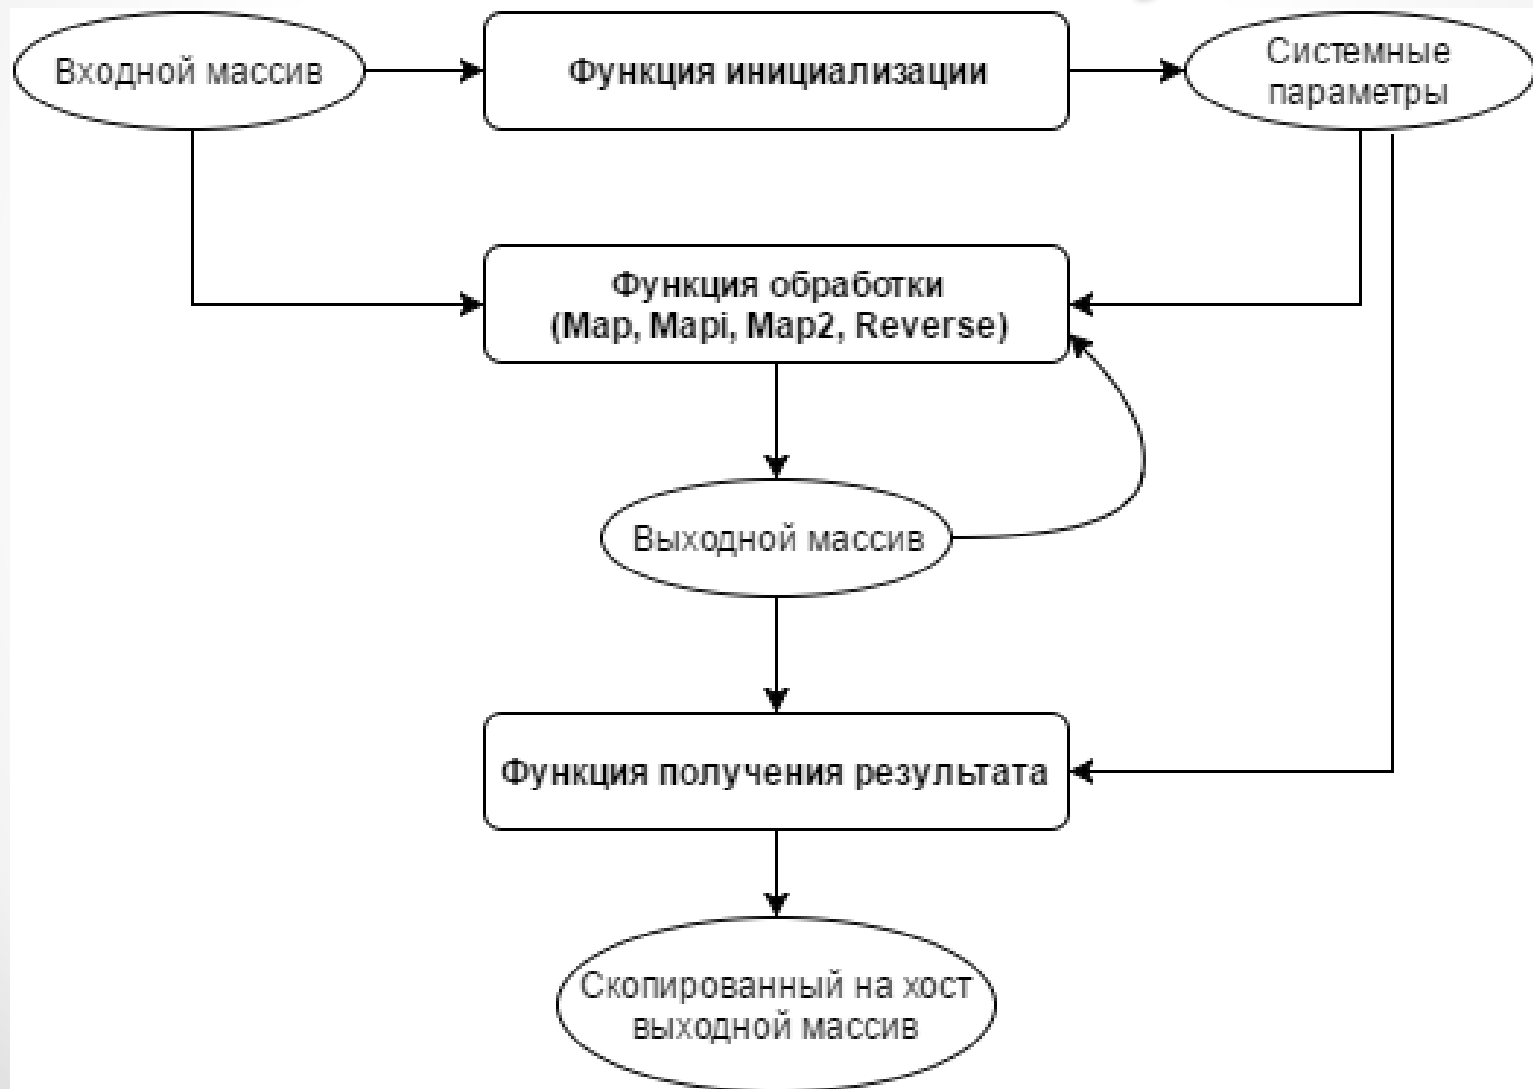 Входной массив
Функция инициализации
Системные
параметры
Функция обработки
(Map, Mapi, Map2, Reverse)
Выходной массив
Функция получения результата
Скопированный на хост
выходной массив